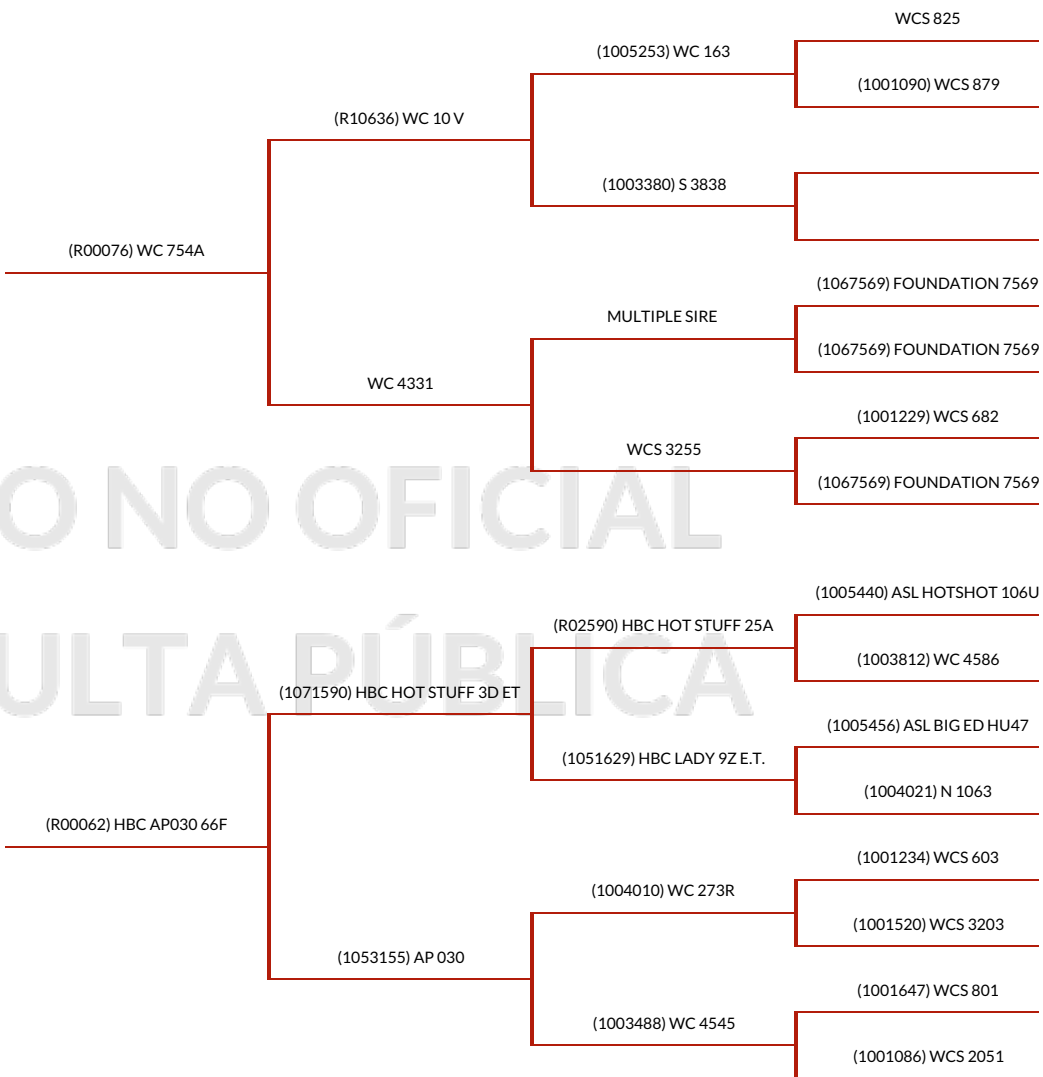 WCS 825
(1005253) WC 163
(1001090) WCS 879
(R10636) WC 10 V
(1003380) S 3838
(R00076) WC 754A
(1067569) FOUNDATION 7569
MULTIPLE SIRE
(1067569) FOUNDATION 7569
WC 4331
(1001229) WCS 682
WCS 3255
(1067569) FOUNDATION 7569
O NO OFICIAL
(1005440) ASL HOTSHOT 106U
(R02590) HBC HOT STUFF 25A
(1003812) WC 4586
ULTA PÚBLICA
(1071590) HBC HOT STUFF 3D ET
(1005456) ASL BIG ED HU47
(1051629) HBC LADY 9Z E.T.
(1004021) N 1063
(R00062) HBC AP030 66F
(1001234) WCS 603
(1004010) WC 273R
(1001520) WCS 3203
(1053155) AP 030
(1001647) WCS 801
(1003488) WC 4545
(1001086) WCS 2051